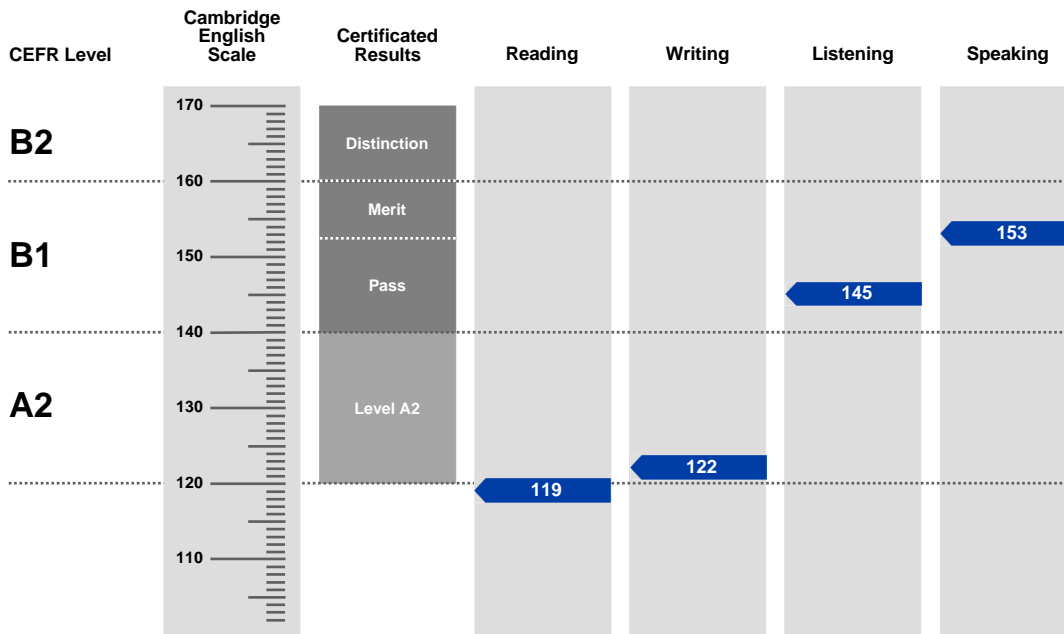 CEFR Level
Cambridge
English
Scale
Certificated
Results
Reading
Writing
Listening
Speaking
170
B2
Distinction
160
Merit
153
B1
150
Pass
145
140
A2
130
Level A2
122
120
119
110